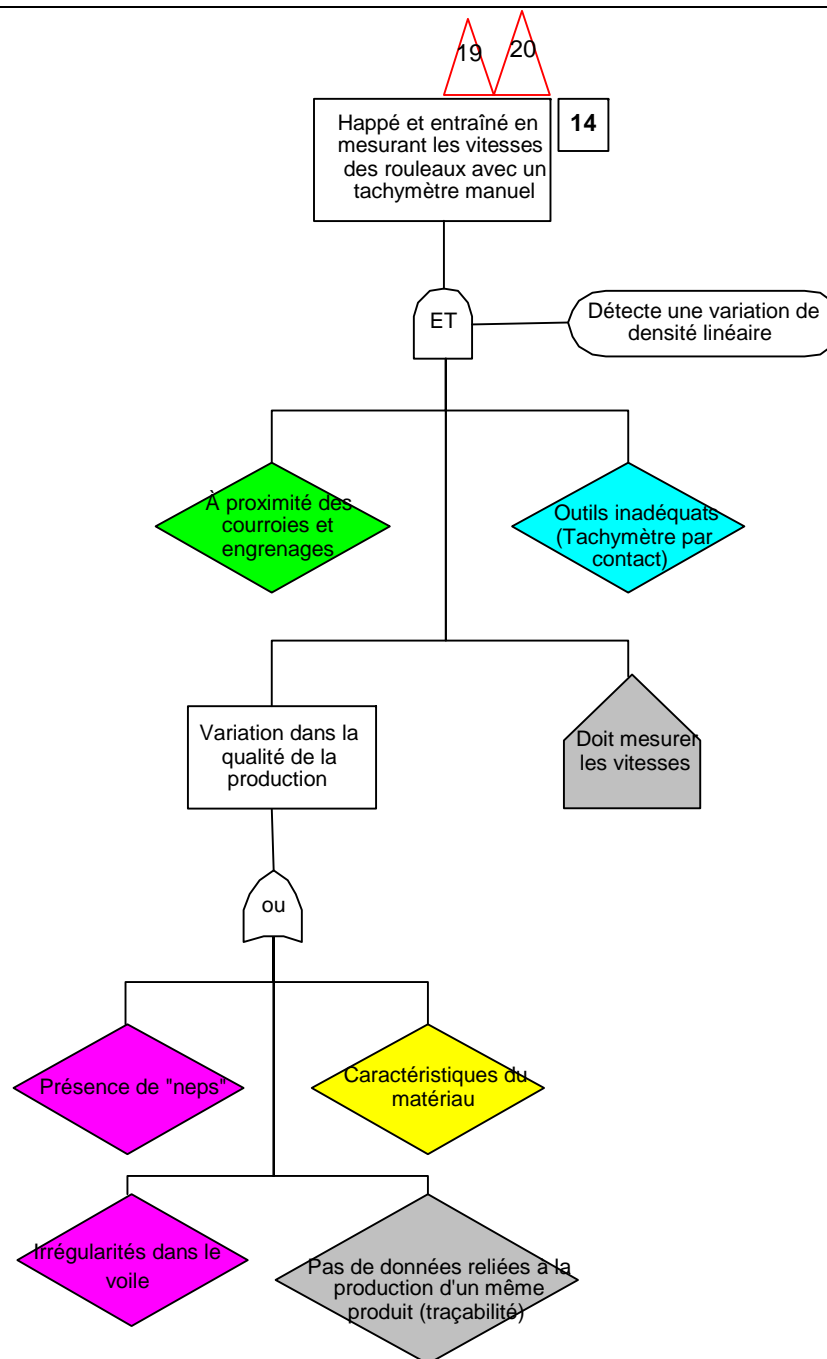 19
20
Happé et entraîné en
mesurant les vitesses
des rouleaux avec un
tachymètre manuel
14
ET
Détecte une variation de
densité linéaire
À proximité des
courroies et
engrenages
Outils inadéquats
(Tachymètre par
contact)
Variation dans la
qualité de la
production
Doit mesurer
les vitesses
ou
Présence de "neps"
Caractéristiques du
matériau
Irrégularités dans le
voile
Pas de données reliées à la
production d'un même
produit (traçabilité)